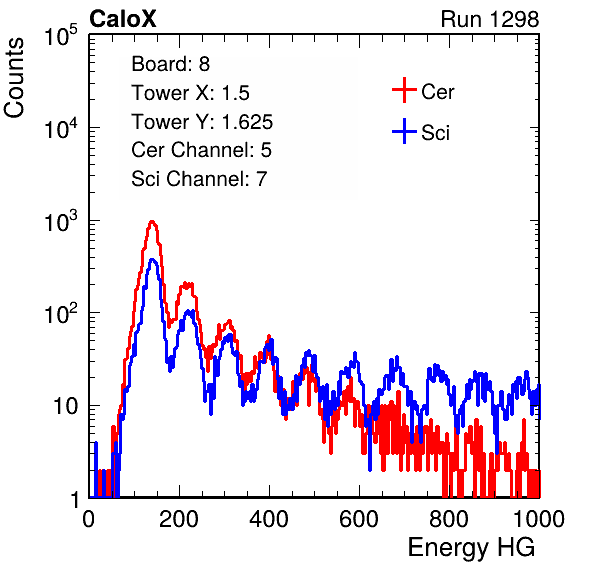 CaloX Run 1298
Counts
Board: 8
Tower X: 1.5
Tower Y: 1.625
Cer Channel: 5
Sci Channel: 7
Cer
Sci
10^5
10^4
10^3
10^2
10
1
0 200 400 600 800 1000
Energy HG